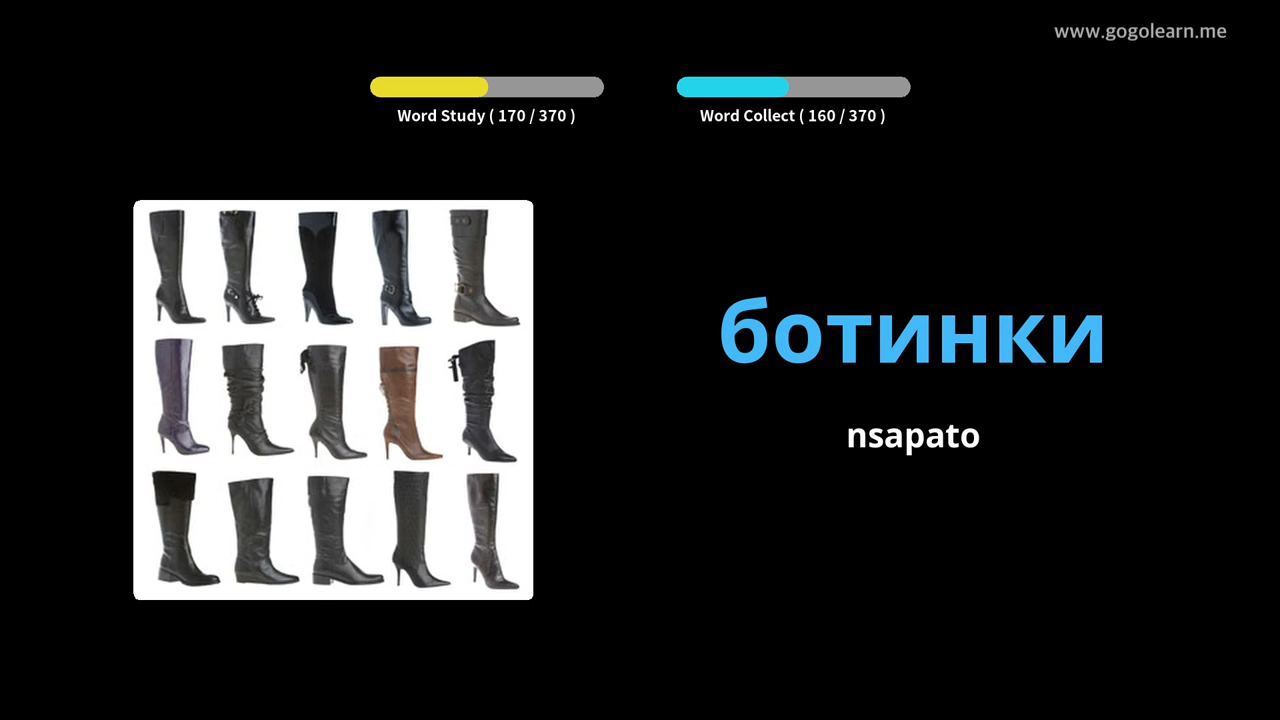 www.gogolearn.me
Word Study ( 170 / 370 )
Word Collect ( 160 / 370 )
ботинки
nsapato